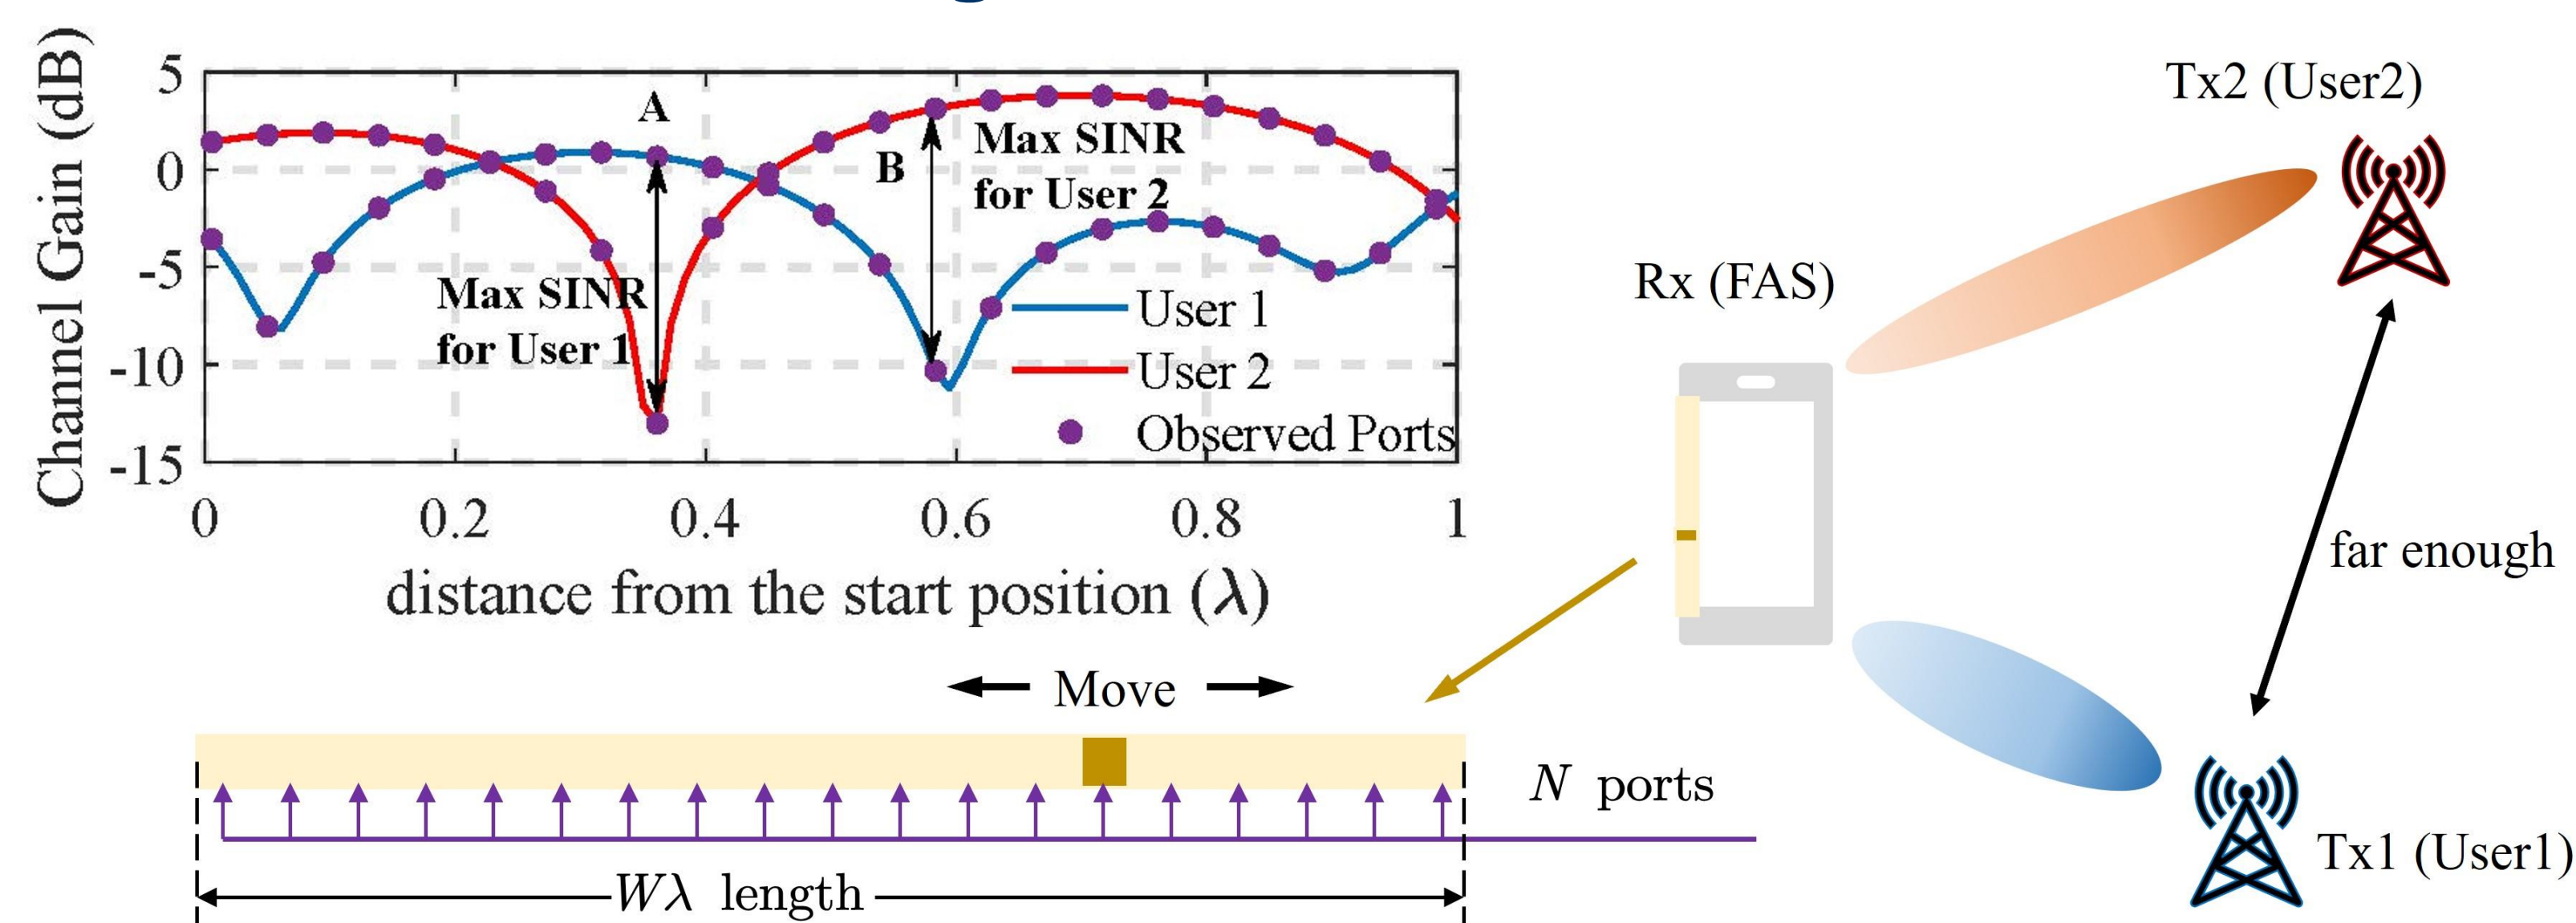 Channel Gain (dB)
5
0
-5
-10
-15
A
Max SINR
for User 1
B
Max SINR
for User 2
User 1
User 2
Observed Ports
0
0.2
0.4
0.6
0.8
1
distance from the start position (λ)
Move
N ports
Wλ length
Rx (FAS)
Tx2 (User2)
far enough
Tx1 (User1)